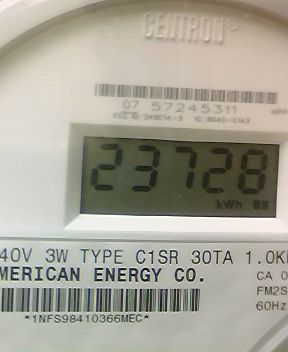 CENTRON®
07 57245311
23728
kWh
40V 3W TYPE C1SR 30TA 1.0K
MERICAN ENERGY CO.
CA 0
FM2S
60Hz
*1NFS98410366MEC*